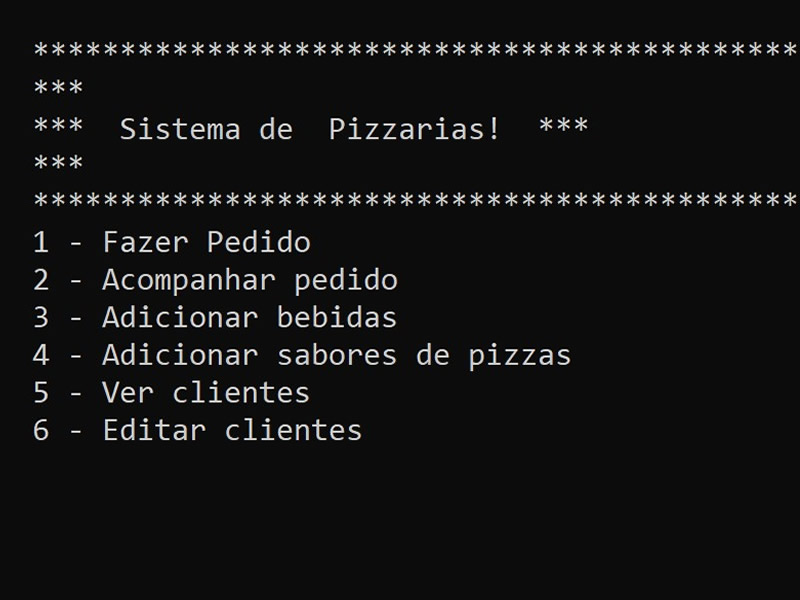 ********************************************
***
***  Sistema de  Pizzarias!  ***
***
********************************************
1 - Fazer Pedido
2 - Acompanhar pedido
3 - Adicionar bebidas
4 - Adicionar sabores de pizzas
5 - Ver clientes
6 - Editar clientes